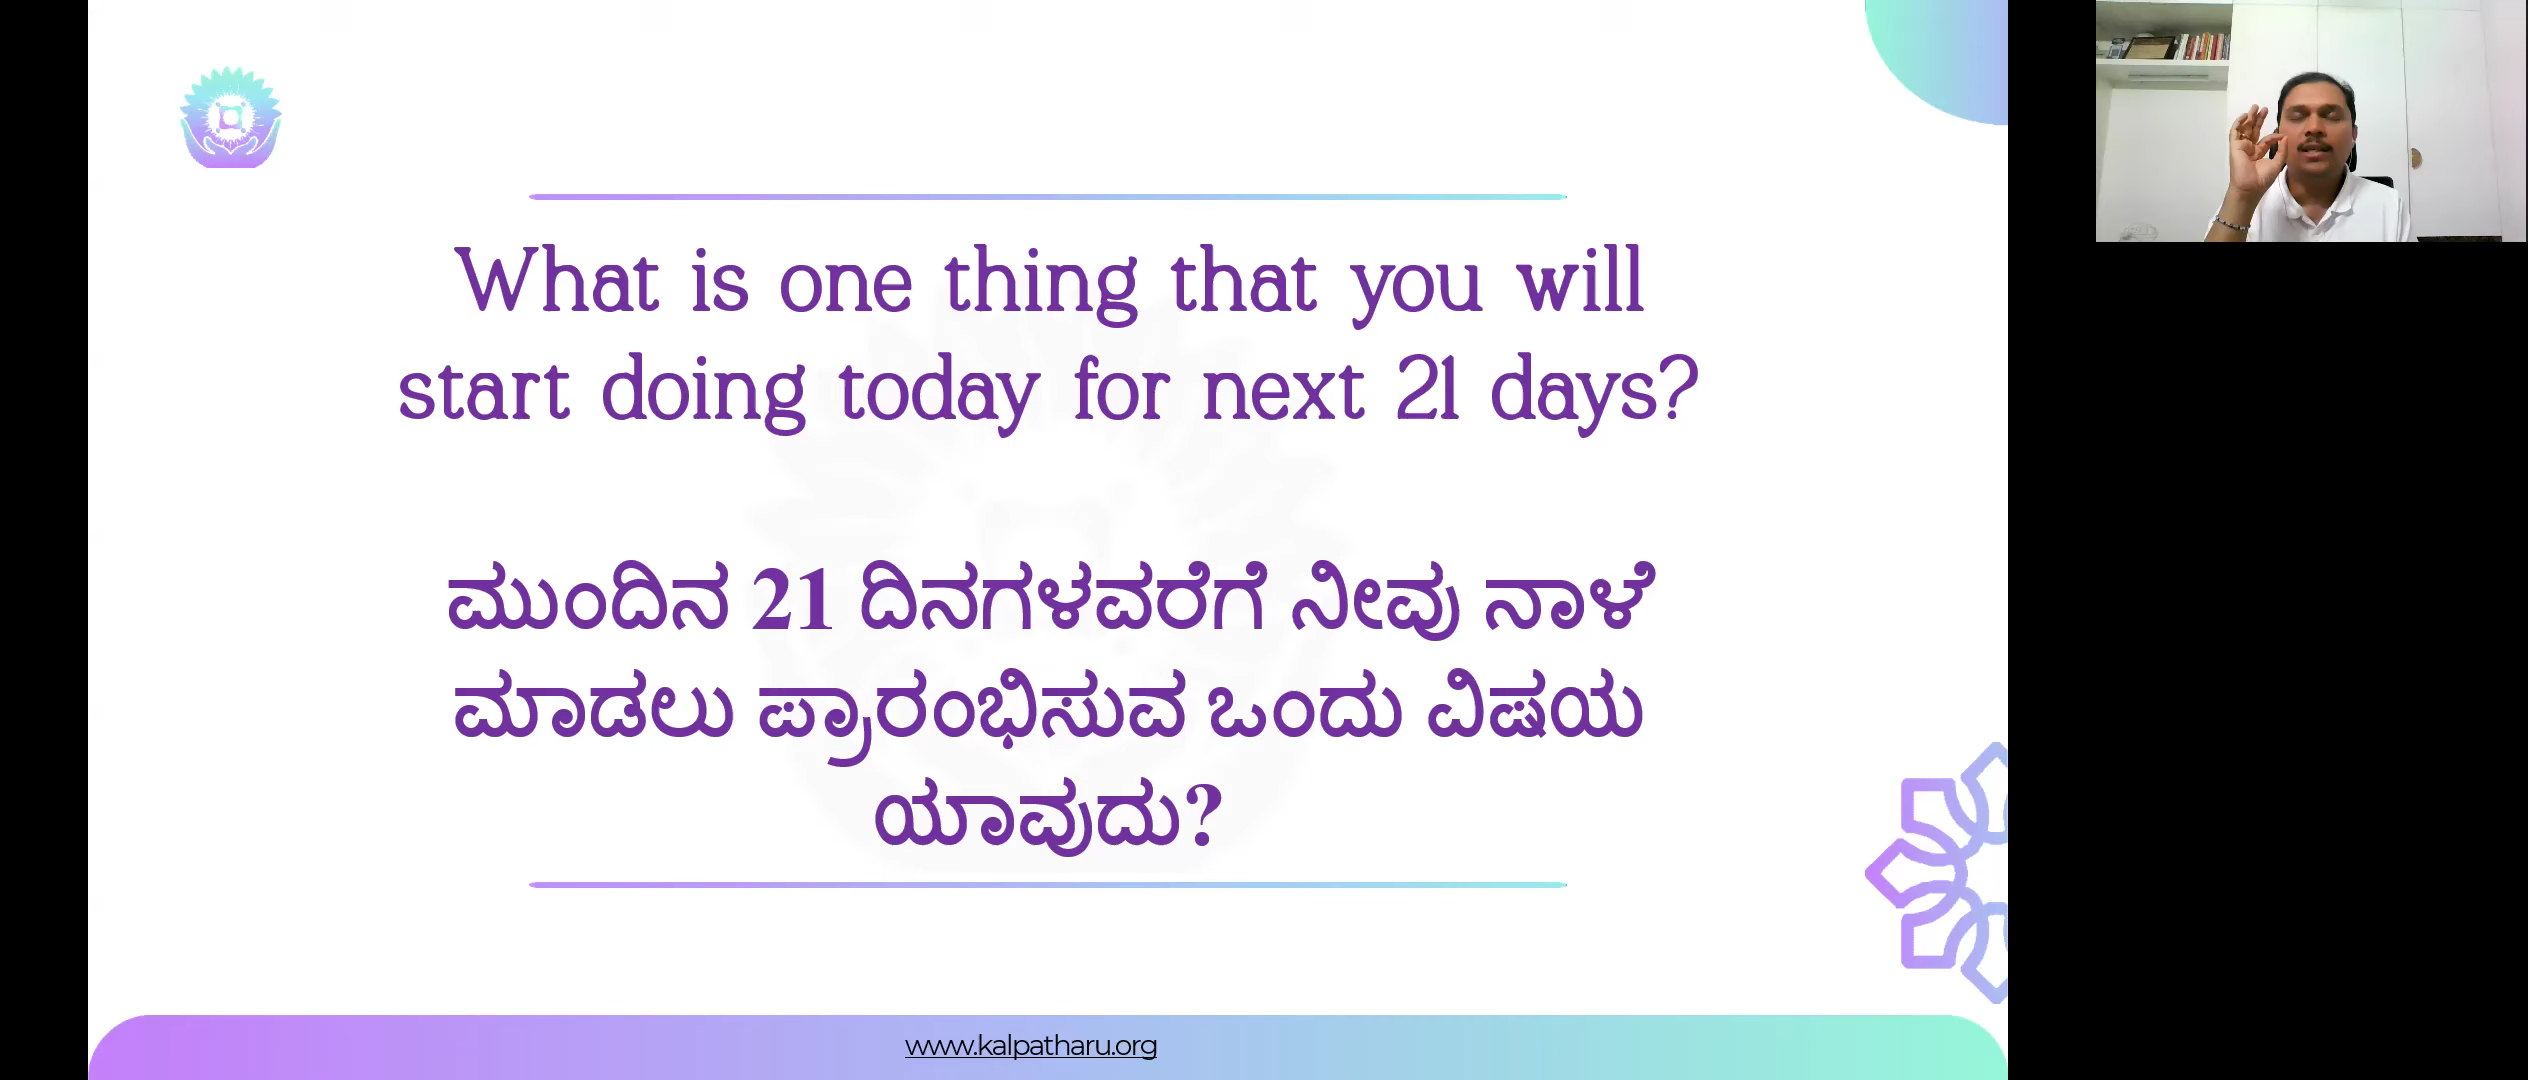 What is one thing that you will
start doing today for next 21 days?
ಮುಂದಿನ 21 ದಿನಗಳವರೆಗೆ ನೀವು ನಾಳೆ
ಮಾಡಲು ಪ್ರಾರಂಭಿಸುವ ಒಂದು ವಿಷಯ
ಯಾವುದು?
www.kalpatharu.org